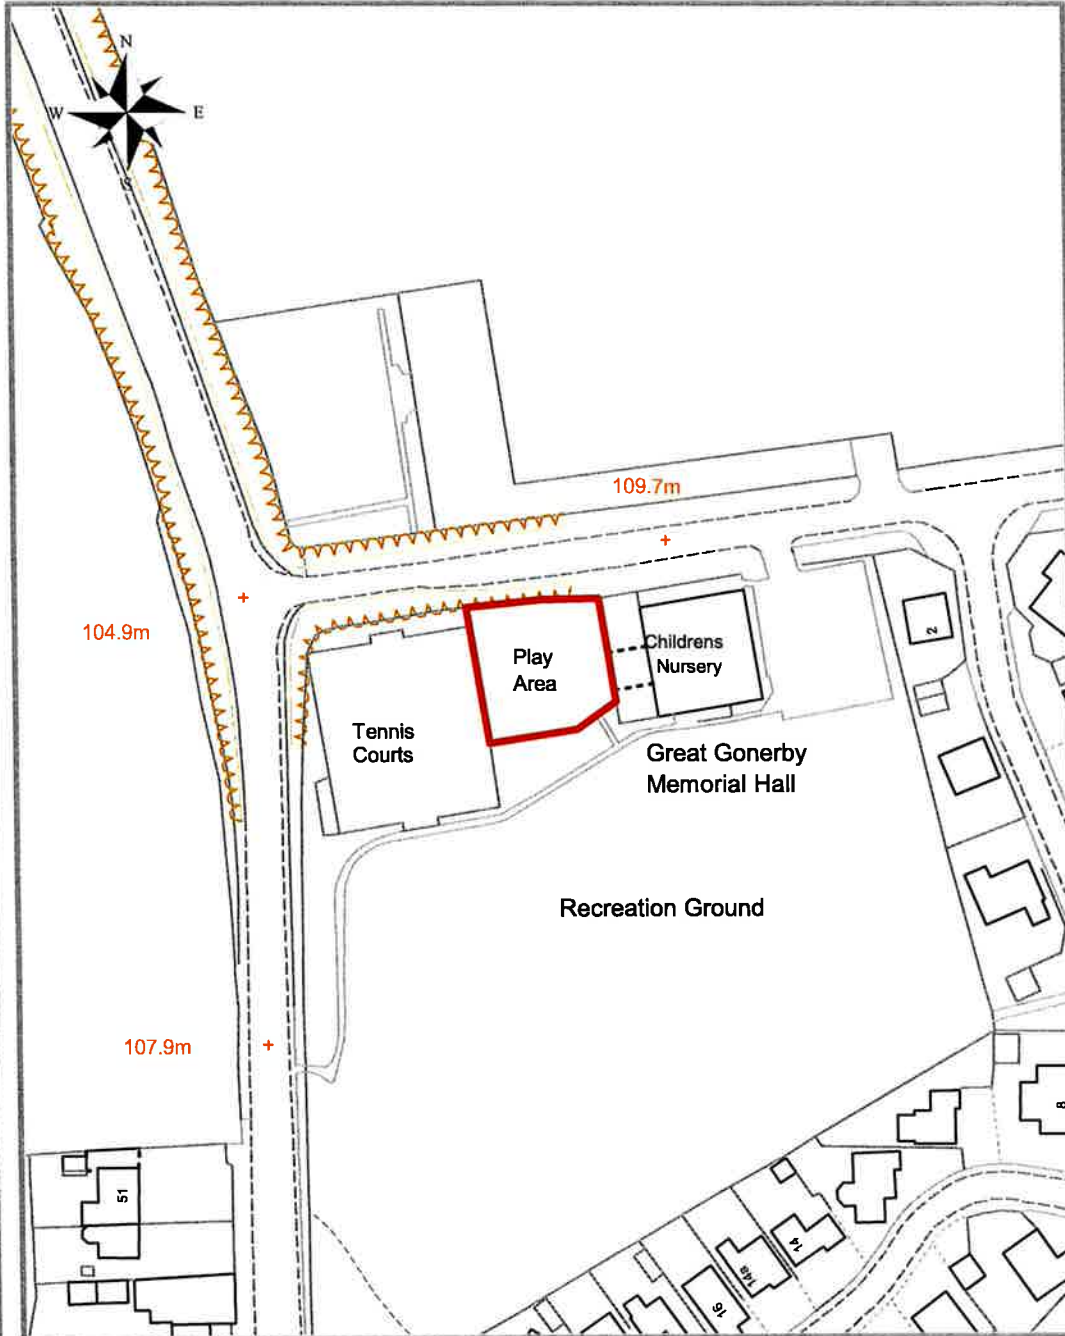 N
W
E
S
109.7m
104.9m
Play
Area
Childrens
Nursery
2
Tennis
Courts
Great Gonerby
Memorial Hall
Recreation Ground
107.9m
8
51
14
14a
16